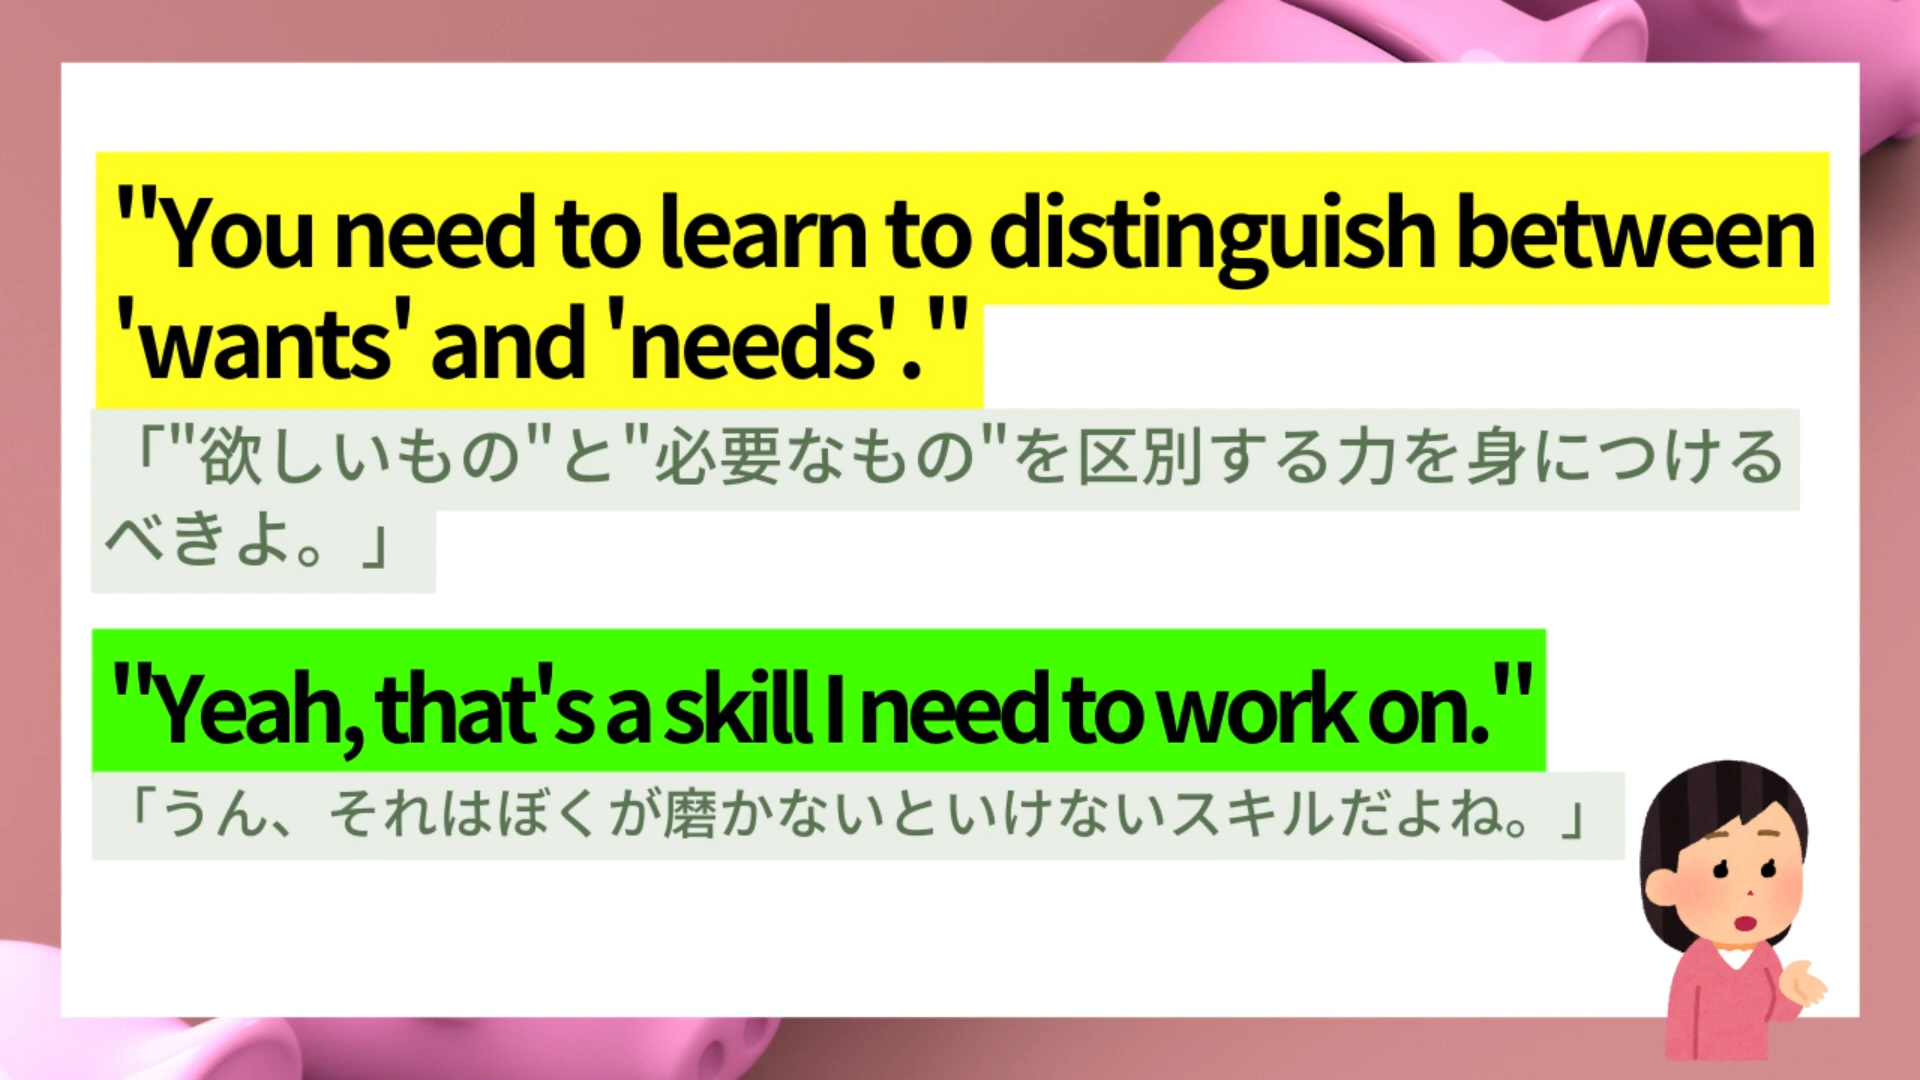 "You need to learn to distinguish between
'wants' and 'needs'."
「"欲しいもの"と"必要なもの"を区別する力を身につける
べきよ。」
"Yeah, that's a skill I need to work on."
「うん、それはぼくが磨かないといけないスキルだよね。」